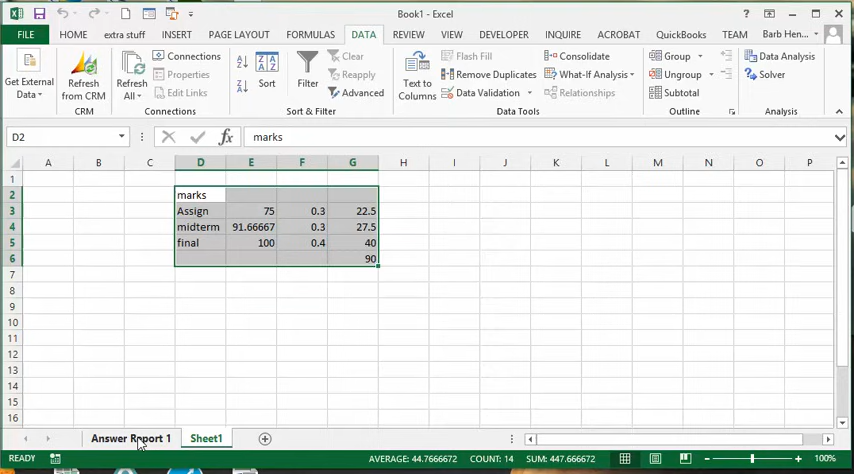 Book1 - Excel
FILE HOME extra stuff INSERT PAGE LAYOUT FORMULAS DATA REVIEW VIEW DEVELOPER INQUIRE ACROBAT QuickBooks TEAM Barb Hen...
Get External Data
Refresh from CRM
CRM
Refresh All
Connections
Properties
Edit Links
Connections
Sort
Filter
Clear
Reapply
Advanced
Sort & Filter
Text to Columns
Flash Fill
Remove Duplicates
Data Validation
Consolidate
What-If Analysis
Relationships
Data Tools
Group
Ungroup
Subtotal
Outline
Data Analysis
Solver
Analysis
D2 fx marks
A B C D E F G H I J K L M N O P
1
2 marks
3 Assign 75 0.3 22.5
4 midterm 91.66667 0.3 27.5
5 final 100 0.4 40
6 90
7
8
9
10
11
12
13
14
15
16
Answer Report 1 Sheet1
READY AVERAGE: 44.7666672 COUNT: 14 SUM: 447.666672 100%